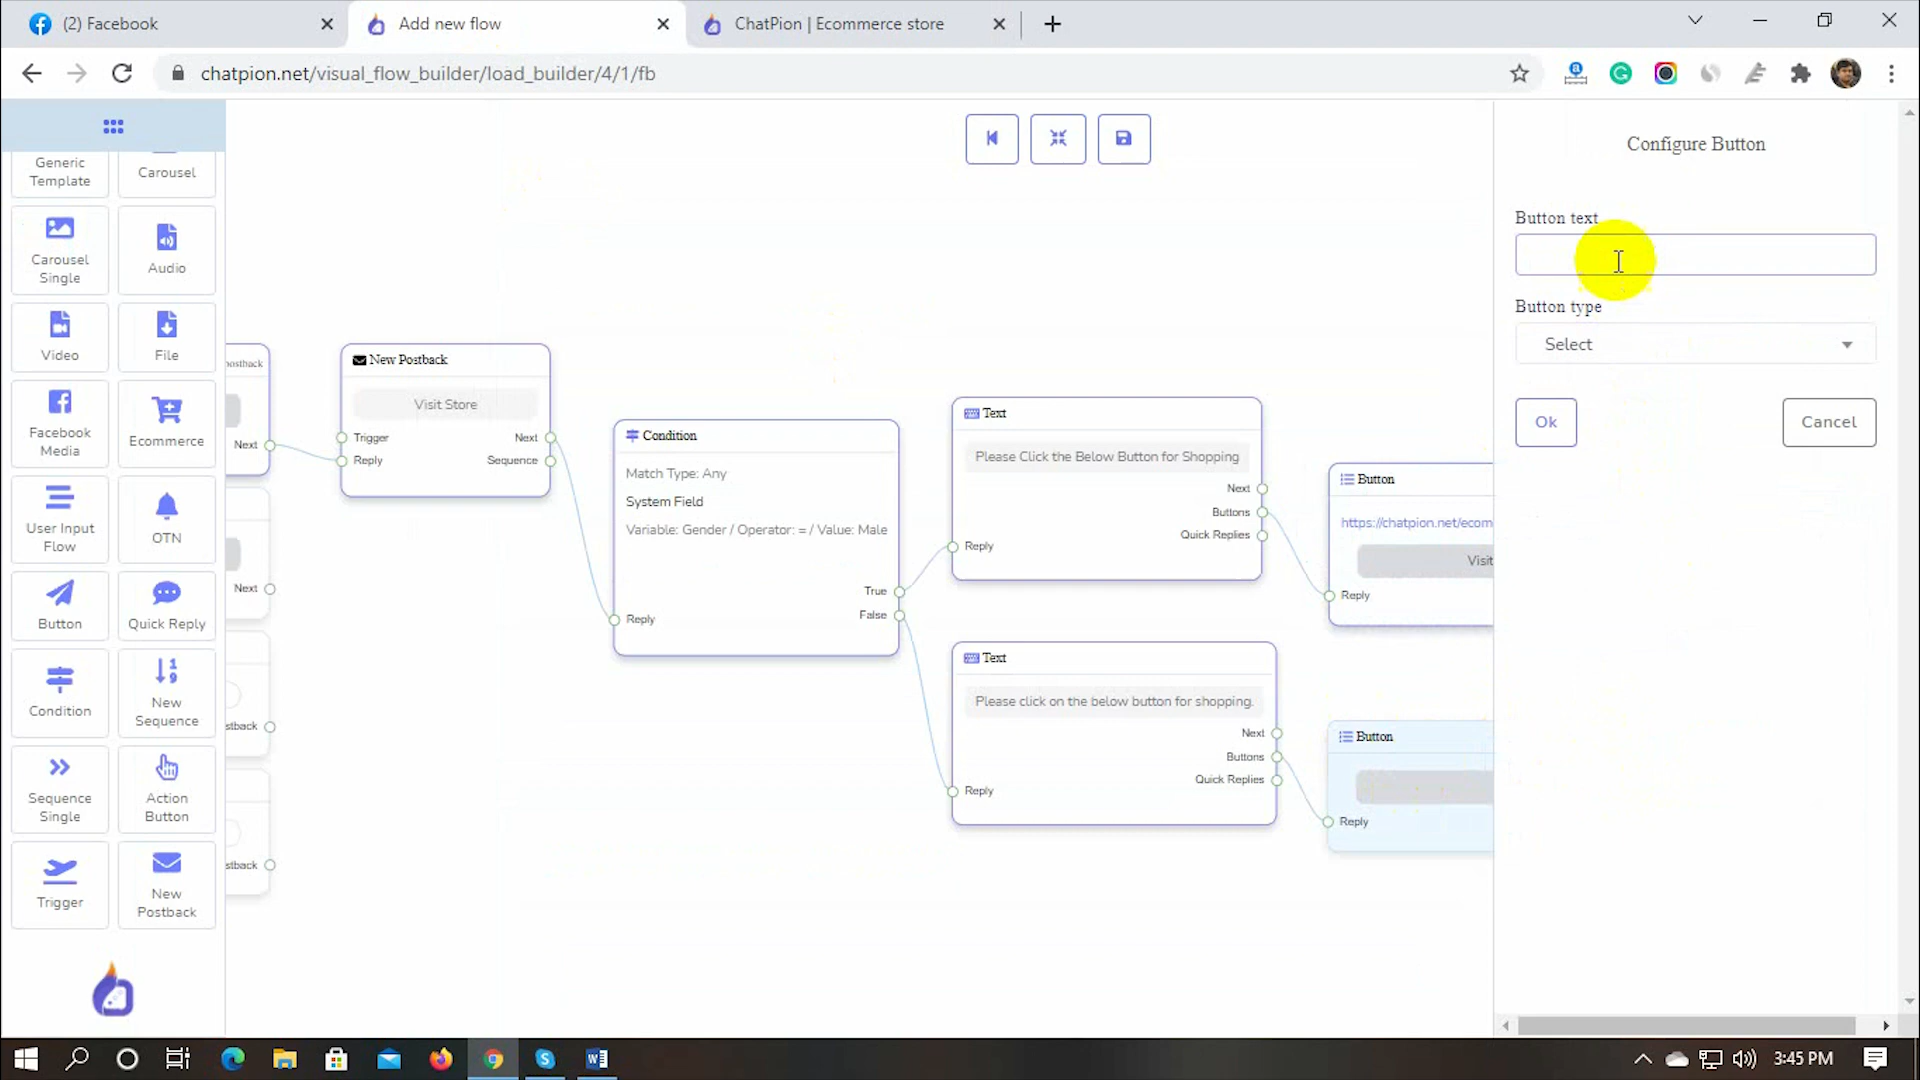 (2) Facebook
Add new flow
ChatPion | Ecommerce store
chatpion.net/visual_flow_builder/load_builder/4/1/fb
Generic
Template
Carousel
Carousel
Single
Audio
Video
File
Facebook
Media
Ecommerce
User Input
Flow
OTN
Button
Quick Reply
Condition
New
Sequence
Sequence
Single
Action
Button
Trigger
New
Postback
ostback
Next
Next
stback
stback
New Postback
Visit Store
Trigger
Next
Reply
Sequence
Condition
Match Type: Any
System Field
Variable: Gender / Operator: = / Value: Male
True
False
Reply
Text
Please Click the Below Button for Shopping
Next
Buttons
Quick Replies
Reply
Text
Please click on the below button for shopping.
Next
Buttons
Quick Replies
Reply
Button
https://chatpion.net/ecom
Visit
Reply
Button
Reply
Configure Button
Button text
Button type
Select
Ok
Cancel
3:45 PM